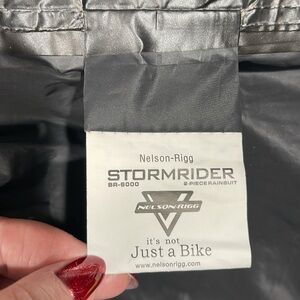 Nelson-Rigg
STORMRIDER
SR-6000 2-PIECE RAINSUIT
NELSON-RIGG
it's not
Just a Bike
www.nelsonrigg.com